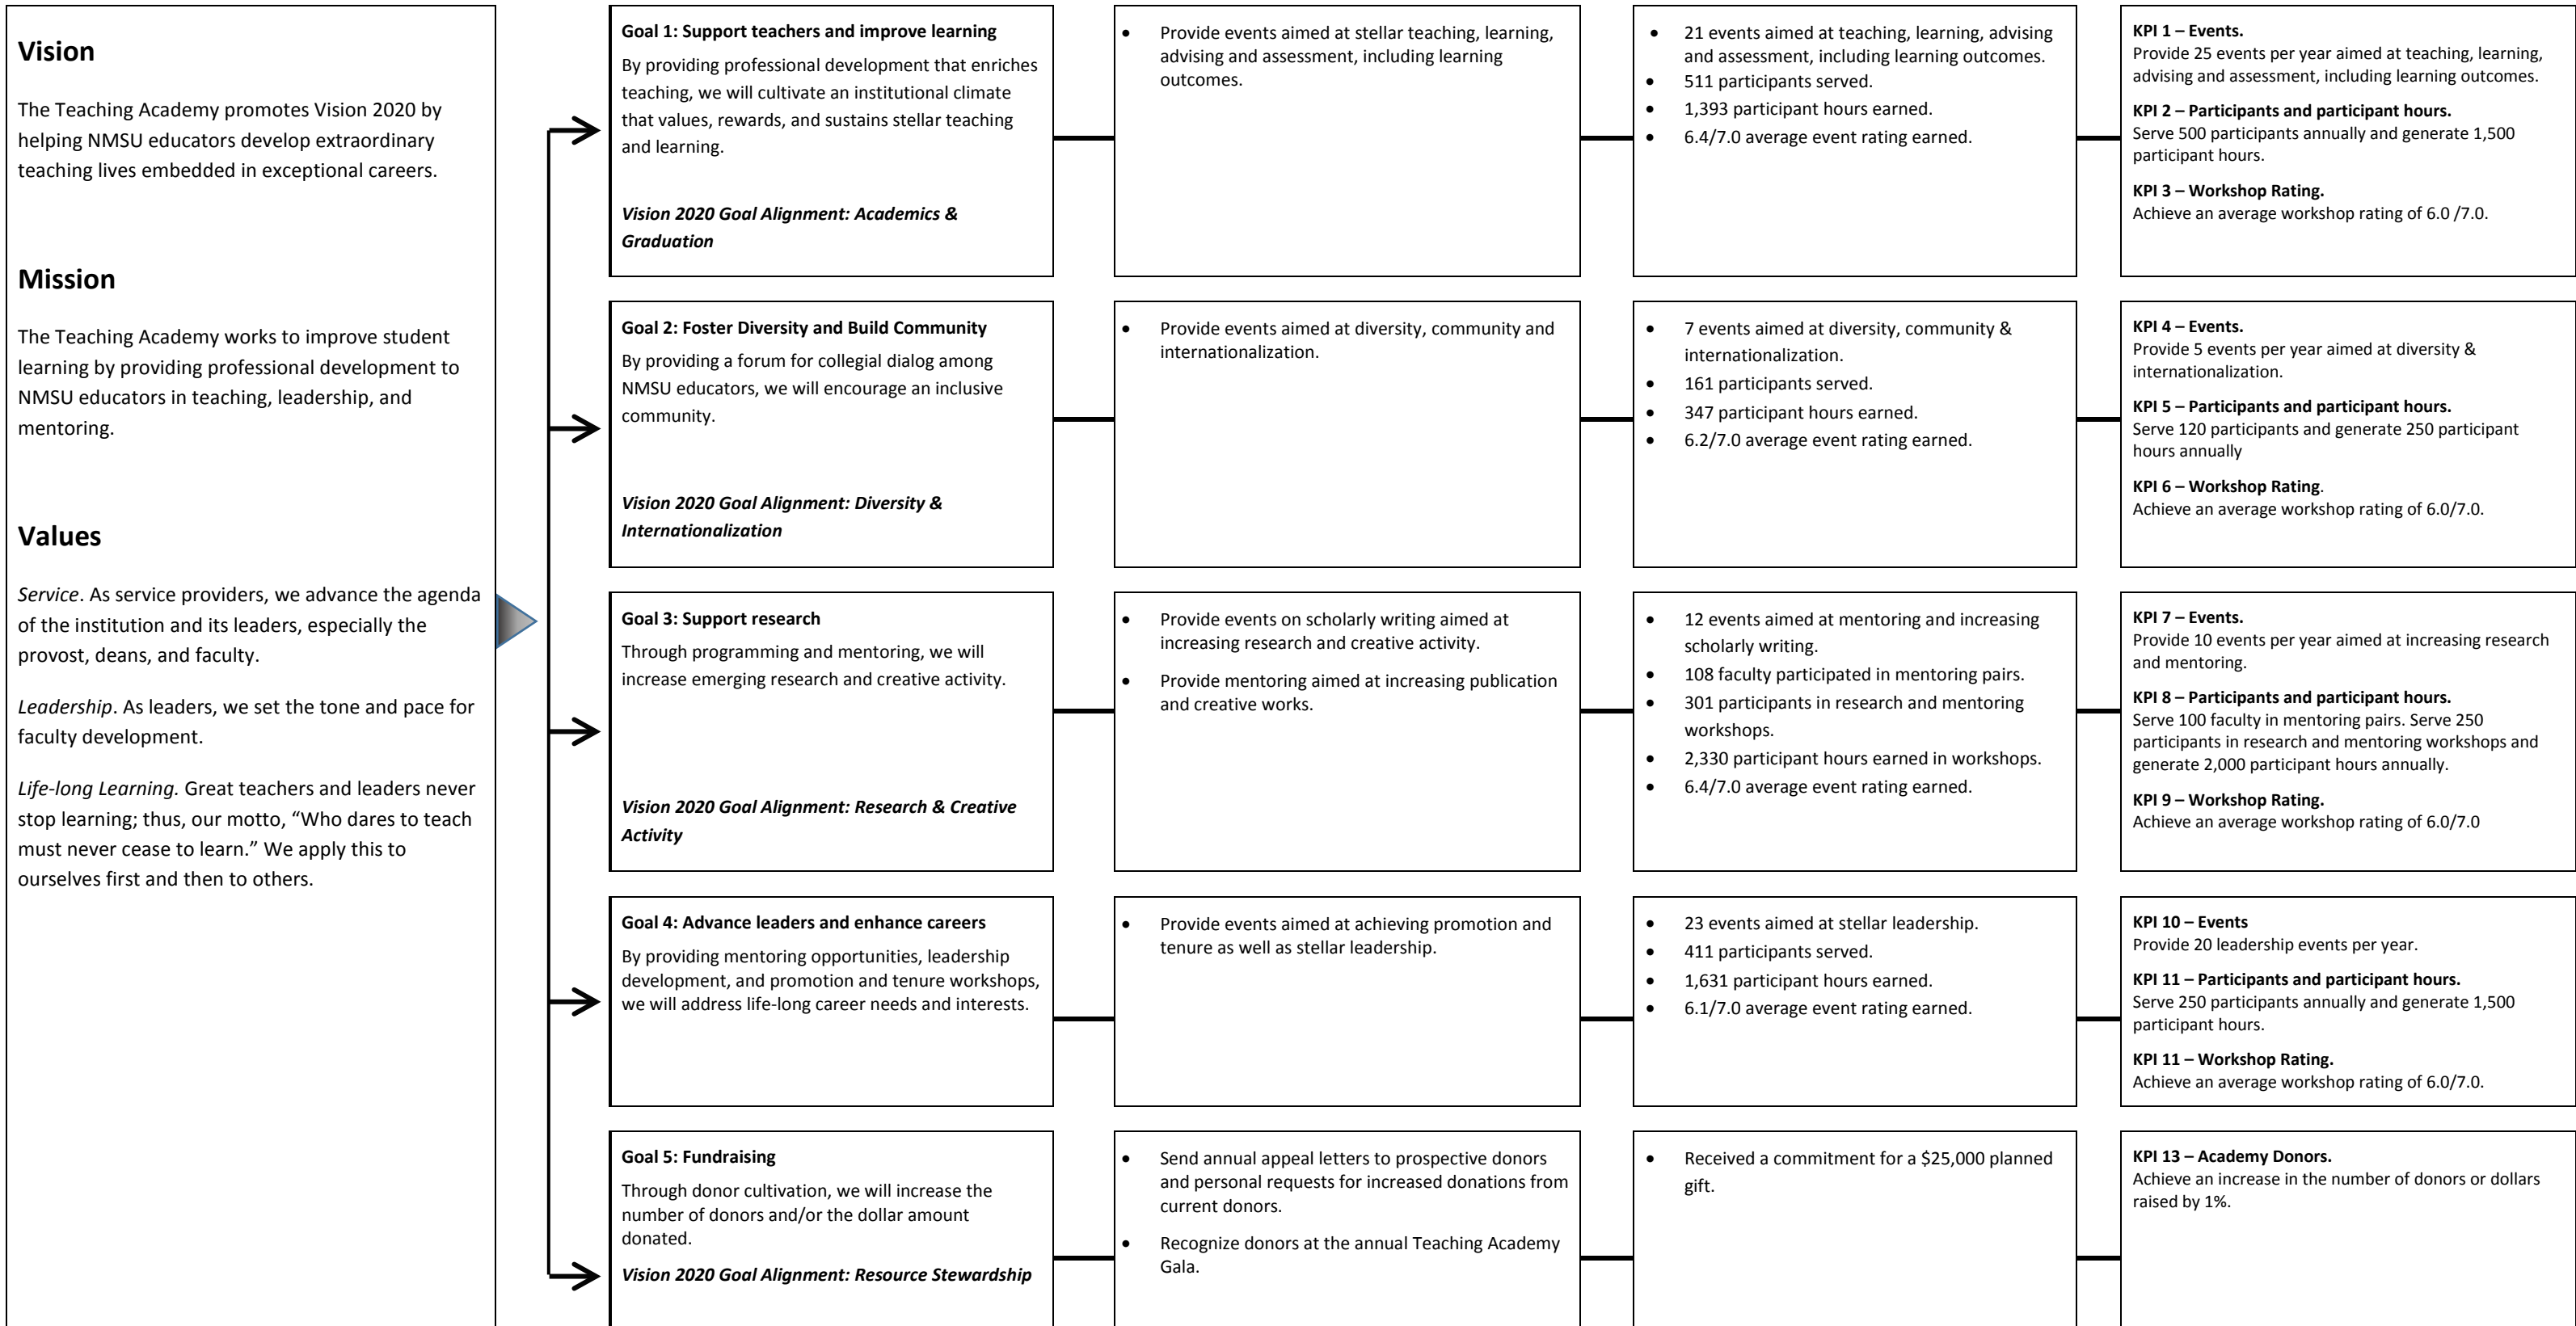 Vision
The Teaching Academy promotes Vision 2020 by
helping NMSU educators develop extraordinary
teaching lives embedded in exceptional careers.
Mission
The Teaching Academy works to improve student
learning by providing professional development to
NMSU educators in teaching, leadership, and
mentoring.
Values
Service. As service providers, we advance the agenda
of the institution and its leaders, especially the
provost, deans, and faculty.
Leadership. As leaders, we set the tone and pace for
faculty development.
Life-long Learning. Great teachers and leaders never
stop learning; thus, our motto, “Who dares to teach
must never cease to learn.” We apply this to
ourselves first and then to others.
Goal 1: Support teachers and improve learning
By providing professional development that enriches
teaching, we will cultivate an institutional climate
that values, rewards, and sustains stellar teaching
and learning.
Vision 2020 Goal Alignment: Academics &
Graduation
• Provide events aimed at stellar teaching, learning,
advising and assessment, including learning
outcomes.
• 21 events aimed at teaching, learning, advising
and assessment, including learning outcomes.
• 511 participants served.
• 1,393 participant hours earned.
• 6.4/7.0 average event rating earned.
KPI 1 – Events.
Provide 25 events per year aimed at teaching, learning,
advising and assessment, including learning outcomes.
KPI 2 – Participants and participant hours.
Serve 500 participants annually and generate 1,500
participant hours.
KPI 3 – Workshop Rating.
Achieve an average workshop rating of 6.0 /7.0.
Goal 2: Foster Diversity and Build Community
By providing a forum for collegial dialog among
NMSU educators, we will encourage an inclusive
community.
Vision 2020 Goal Alignment: Diversity &
Internationalization
• Provide events aimed at diversity, community and
internationalization.
• 7 events aimed at diversity, community &
internationalization.
• 161 participants served.
• 347 participant hours earned.
• 6.2/7.0 average event rating earned.
KPI 4 – Events.
Provide 5 events per year aimed at diversity &
internationalization.
KPI 5 – Participants and participant hours.
Serve 120 participants and generate 250 participant
hours annually
KPI 6 – Workshop Rating.
Achieve an average workshop rating of 6.0/7.0.
Goal 3: Support research
Through programming and mentoring, we will
increase emerging research and creative activity.
Vision 2020 Goal Alignment: Research & Creative
Activity
• Provide events on scholarly writing aimed at
increasing research and creative activity.
• Provide mentoring aimed at increasing publication
and creative works.
• 12 events aimed at mentoring and increasing
scholarly writing.
• 108 faculty participated in mentoring pairs.
• 301 participants in research and mentoring
workshops.
• 2,330 participant hours earned in workshops.
• 6.4/7.0 average event rating earned.
KPI 7 – Events.
Provide 10 events per year aimed at increasing research
and mentoring.
KPI 8 – Participants and participant hours.
Serve 100 faculty in mentoring pairs. Serve 250
participants in research and mentoring workshops and
generate 2,000 participant hours annually.
KPI 9 – Workshop Rating.
Achieve an average workshop rating of 6.0/7.0
Goal 4: Advance leaders and enhance careers
By providing mentoring opportunities, leadership
development, and promotion and tenure workshops,
we will address life-long career needs and interests.
• Provide events aimed at achieving promotion and
tenure as well as stellar leadership.
• 23 events aimed at stellar leadership.
• 411 participants served.
• 1,631 participant hours earned.
• 6.1/7.0 average event rating earned.
KPI 10 – Events
Provide 20 leadership events per year.
KPI 11 – Participants and participant hours.
Serve 250 participants annually and generate 1,500
participant hours.
KPI 11 – Workshop Rating.
Achieve an average workshop rating of 6.0/7.0.
Goal 5: Fundraising
Through donor cultivation, we will increase the
number of donors and/or the dollar amount
donated.
Vision 2020 Goal Alignment: Resource Stewardship
• Send annual appeal letters to prospective donors
and personal requests for increased donations from
current donors.
• Recognize donors at the annual Teaching Academy
Gala.
• Received a commitment for a $25,000 planned
gift.
KPI 13 – Academy Donors.
Achieve an increase in the number of donors or dollars
raised by 1%.